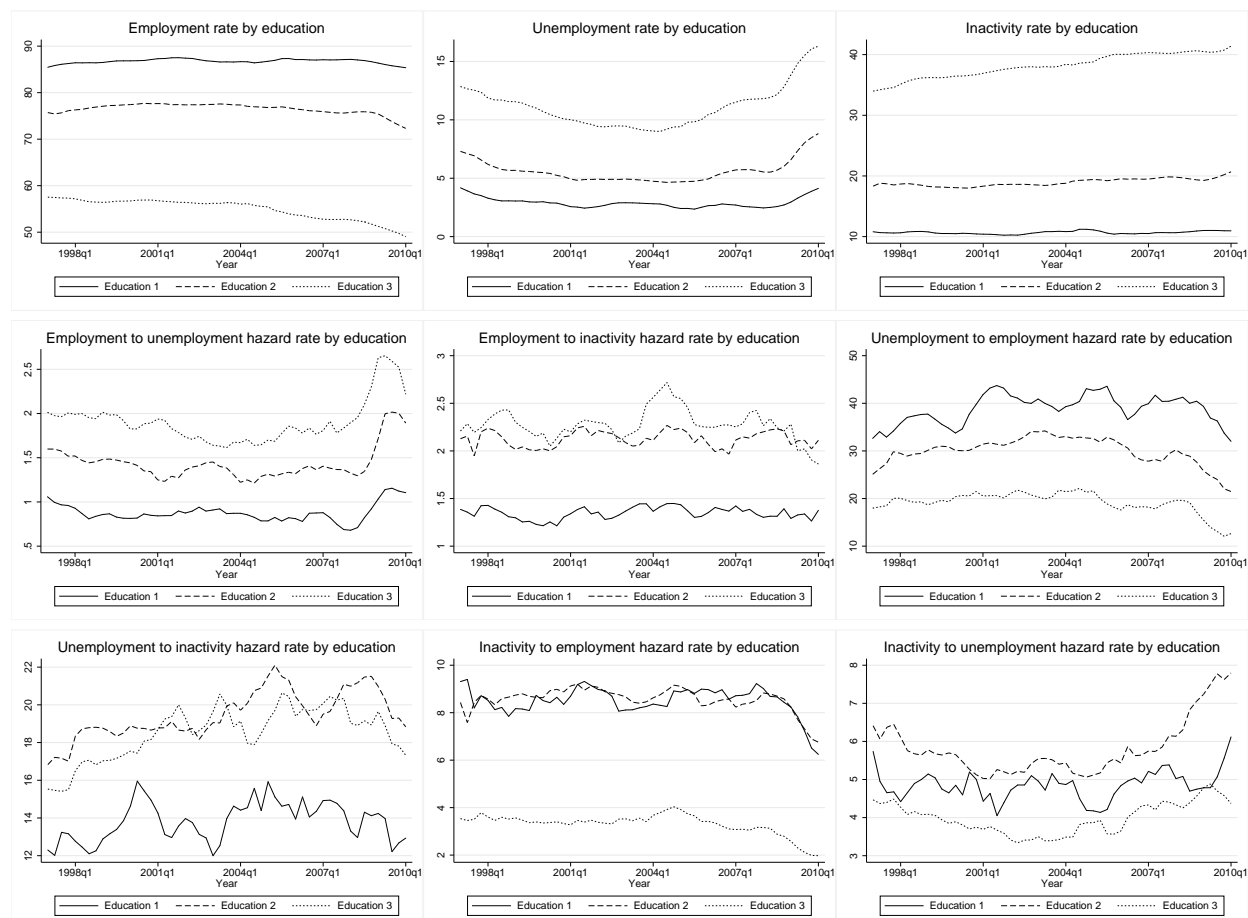 Employment rate by education
90
80
70
60
50
1998q1 2001q1 2004q1 2007q1 2010q1
Year
Education 1 Education 2 Education 3
Unemployment rate by education
15
10
5
0
1998q1 2001q1 2004q1 2007q1 2010q1
Year
Education 1 Education 2 Education 3
Inactivity rate by education
40
30
20
10
1998q1 2001q1 2004q1 2007q1 2010q1
Year
Education 1 Education 2 Education 3
Employment to unemployment hazard rate by education
2.5
2
1.5
1
.5
1998q1 2001q1 2004q1 2007q1 2010q1
Year
Education 1 Education 2 Education 3
Employment to inactivity hazard rate by education
3
2.5
2
1.5
1
1998q1 2001q1 2004q1 2007q1 2010q1
Year
Education 1 Education 2 Education 3
Unemployment to employment hazard rate by education
50
40
30
20
10
1998q1 2001q1 2004q1 2007q1 2010q1
Year
Education 1 Education 2 Education 3
Unemployment to inactivity hazard rate by education
22
20
18
16
14
12
1998q1 2001q1 2004q1 2007q1 2010q1
Year
Education 1 Education 2 Education 3
Inactivity to employment hazard rate by education
10
8
6
4
2
1998q1 2001q1 2004q1 2007q1 2010q1
Year
Education 1 Education 2 Education 3
Inactivity to unemployment hazard rate by education
8
7
6
5
4
3
1998q1 2001q1 2004q1 2007q1 2010q1
Year
Education 1 Education 2 Education 3